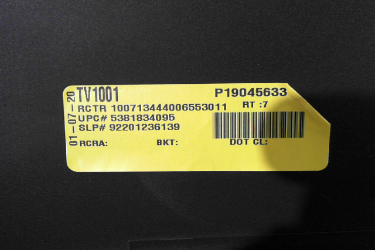 01-07-20
TV1001 P19045633
RCTR 100713444006553011 RT :7
UPC# 5381834095
SLP# 92201236139
RCRA: BKT: DOT CL: